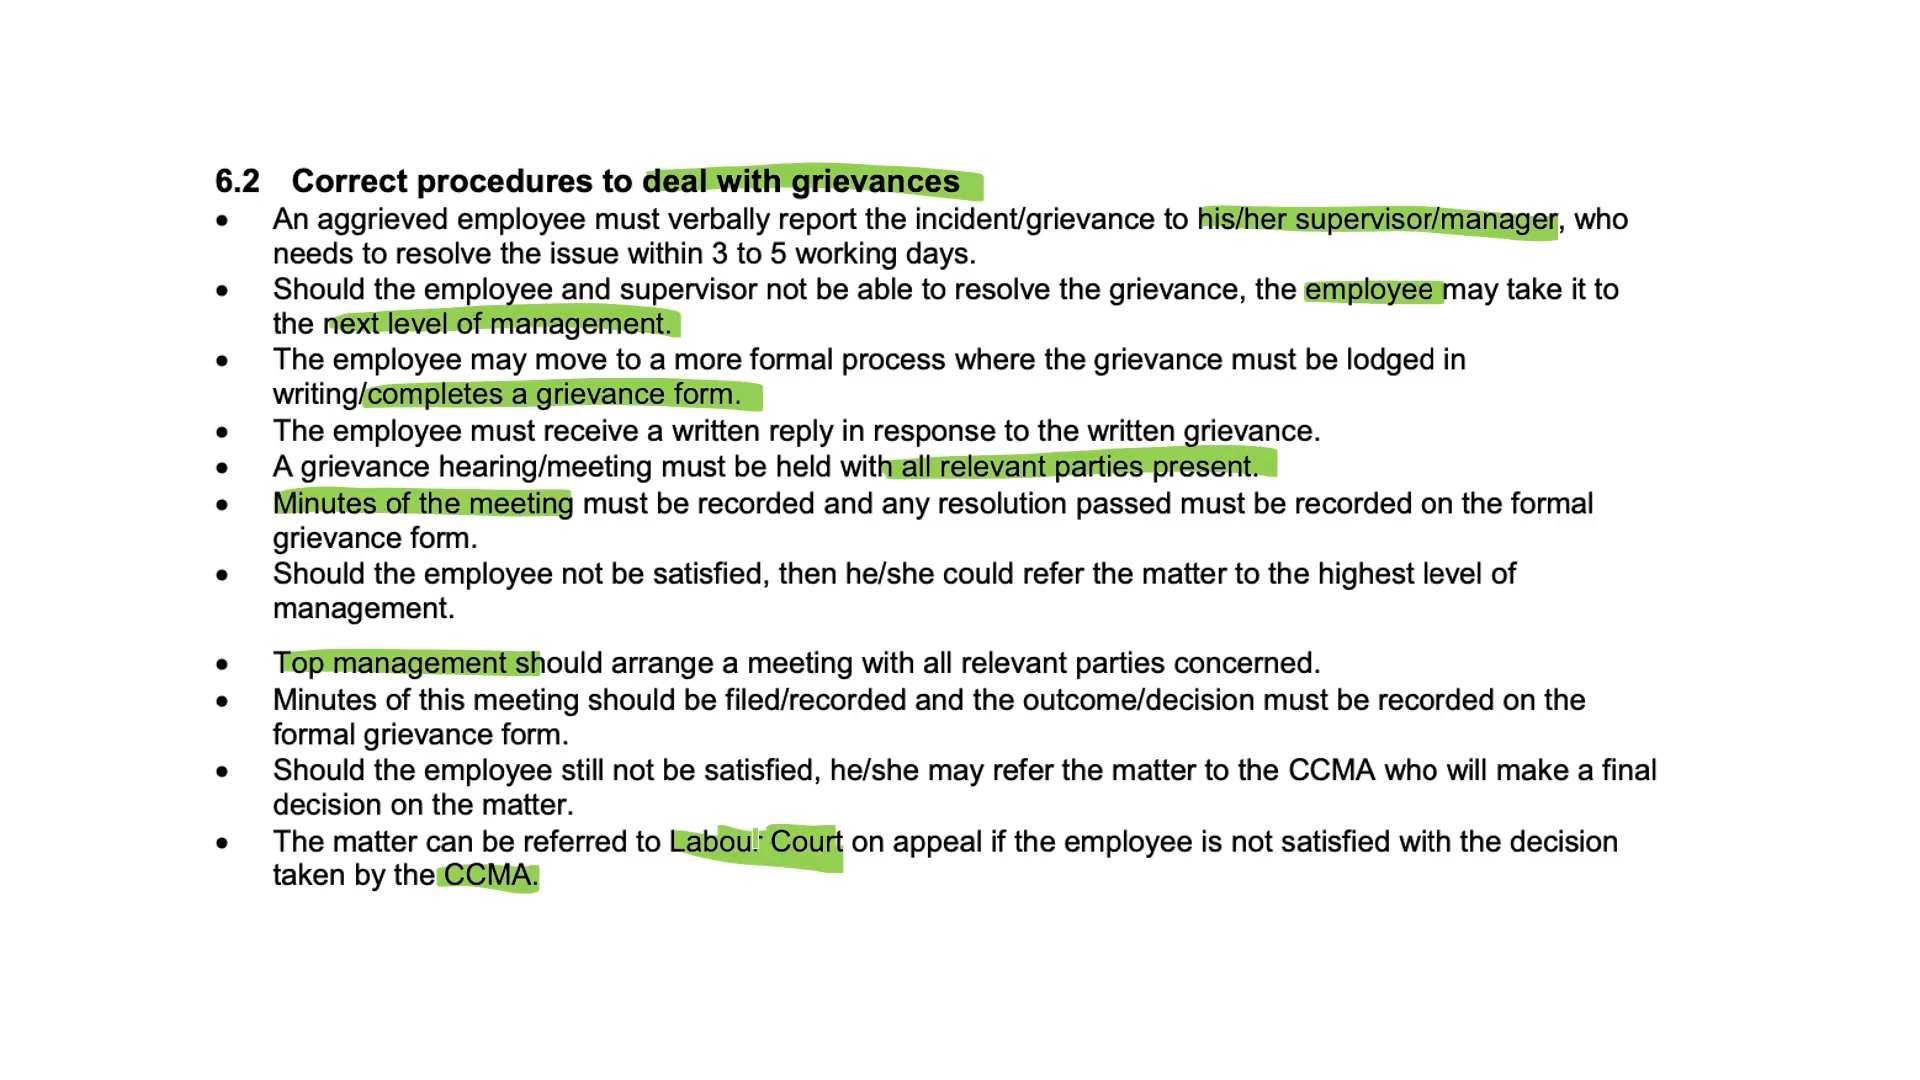 6.2 Correct procedures to deal with grievances
• An aggrieved employee must verbally report the incident/grievance to his/her supervisor/manager, who
needs to resolve the issue within 3 to 5 working days.
• Should the employee and supervisor not be able to resolve the grievance, the employee may take it to
the next level of management.
• The employee may move to a more formal process where the grievance must be lodged in
writing/completes a grievance form.
• The employee must receive a written reply in response to the written grievance.
• A grievance hearing/meeting must be held with all relevant parties present.
• Minutes of the meeting must be recorded and any resolution passed must be recorded on the formal
grievance form.
• Should the employee not be satisfied, then he/she could refer the matter to the highest level of
management.
• Top management should arrange a meeting with all relevant parties concerned.
• Minutes of this meeting should be filed/recorded and the outcome/decision must be recorded on the
formal grievance form.
• Should the employee still not be satisfied, he/she may refer the matter to the CCMA who will make a final
decision on the matter.
• The matter can be referred to Labour Court on appeal if the employee is not satisfied with the decision
taken by the CCMA.